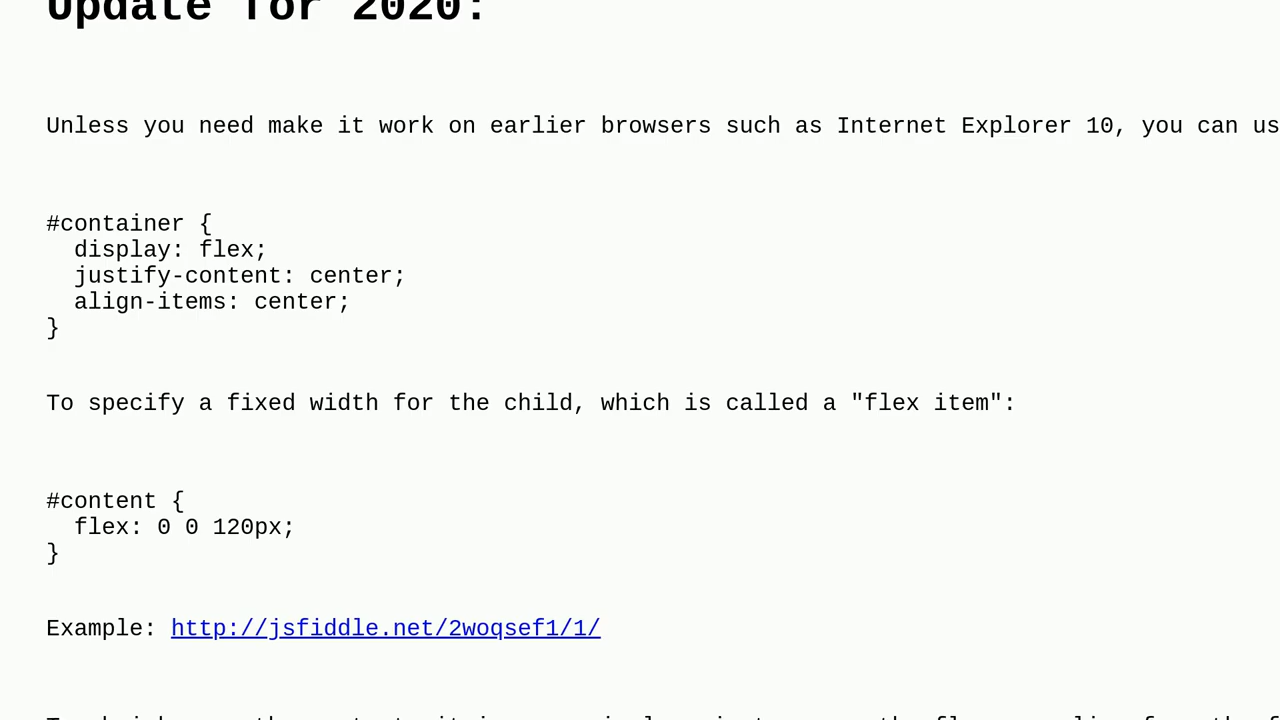 Update for 2020:
Unless you need make it work on earlier browsers such as Internet Explorer 10, you can us
#container {
  display: flex;
  justify-content: center;
  align-items: center;
}
To specify a fixed width for the child, which is called a "flex item":
#content {
  flex: 0 0 120px;
}
Example: http://jsfiddle.net/2woqsef1/1/